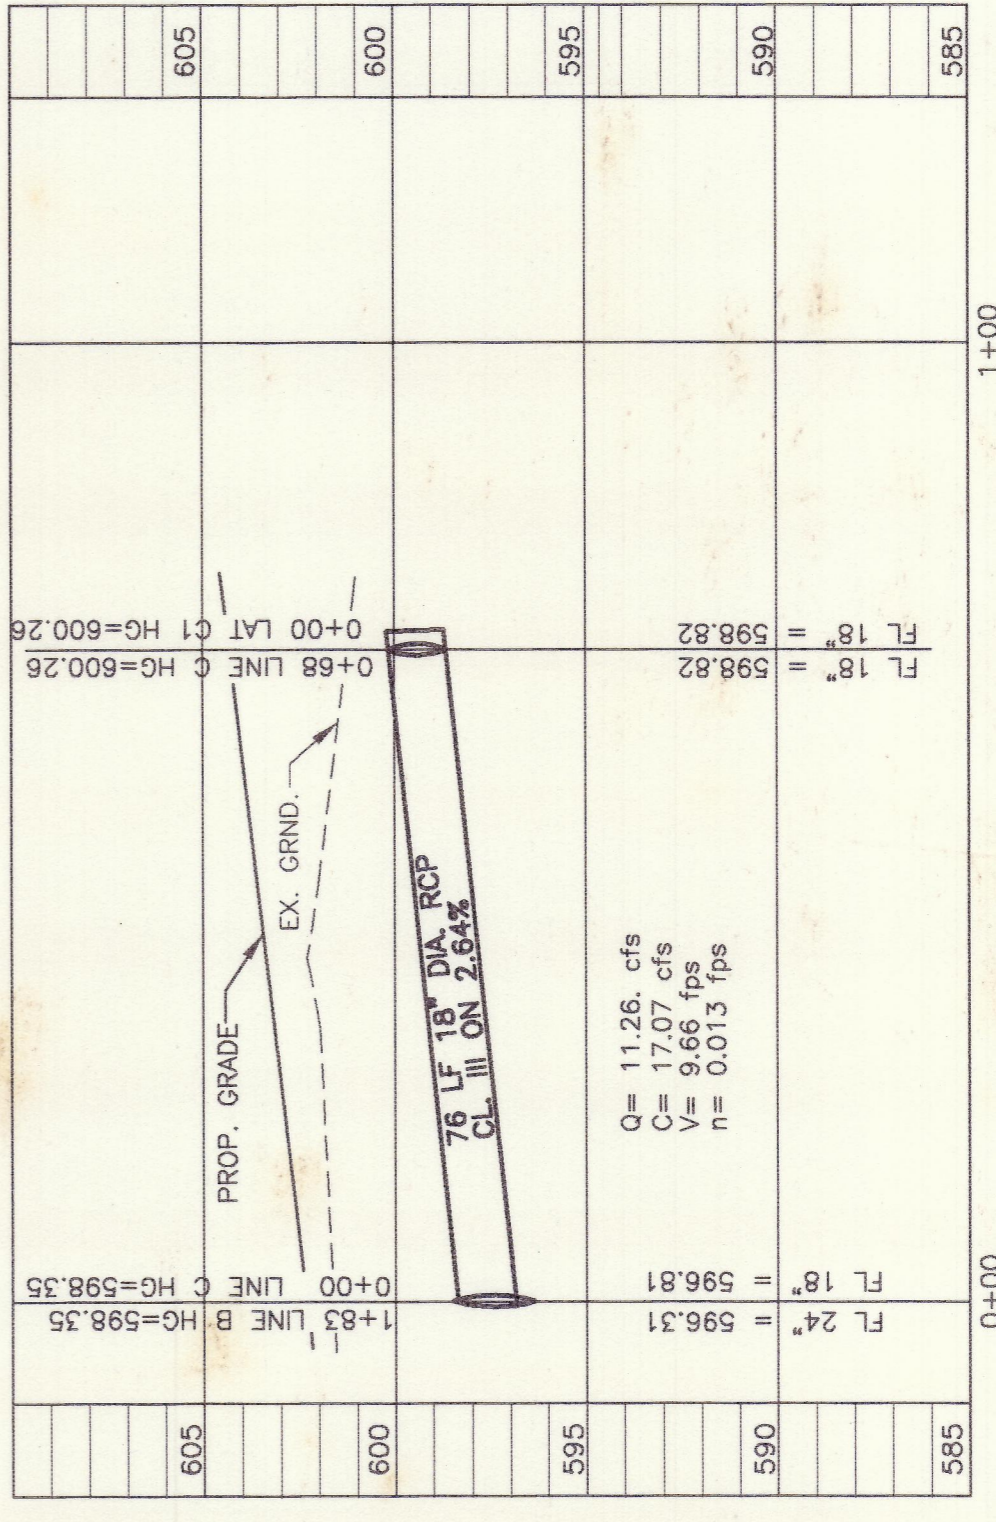 605
600
595
590
585
605
600
595
590
585
1+83 LINE B HG=598.35
0+00 LINE C HG=598.35
0+68 LINE C HG=600.26
0+00 LAT C1 HG=600.26
PROP. GRADE
EX. GRND.
76 LF 18" DIA. RCP
CL. III ON 2.64%
Q= 11.26. cfs
C= 17.07 cfs
V= 9.66 fps
n= 0.013 fps
FL 24" = 596.31
FL 18" = 596.81
FL 18" = 598.82
FL 18" = 598.82
0+00
1+00